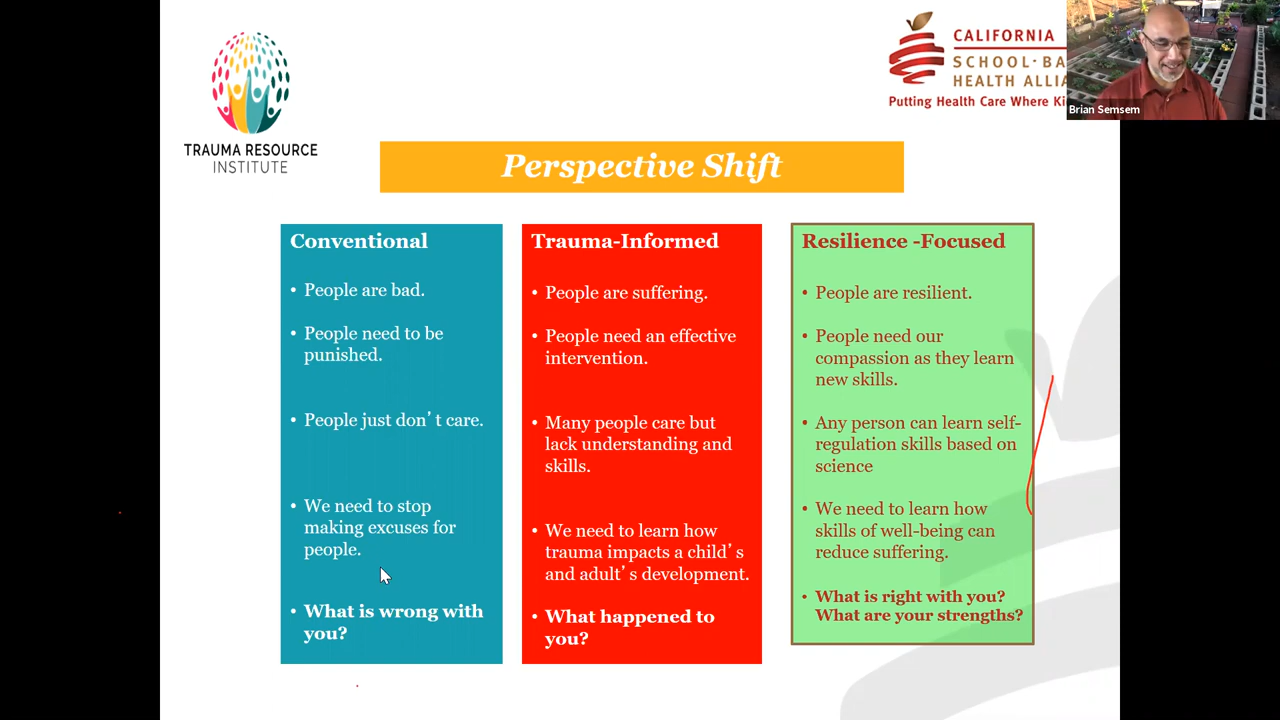 TRAUMA RESOURCE
INSTITUTE
CALIFORNIA
SCHOOL·BA
HEALTH ALLIA
Putting Health Care Where Ki
Brian Semsem
Perspective Shift
Conventional
• People are bad.
• People need to be
punished.
• People just don’t care.
• We need to stop
making excuses for
people.
• What is wrong with
you?
Trauma-Informed
• People are suffering.
• People need an effective
intervention.
• Many people care but
lack understanding and
skills.
• We need to learn how
trauma impacts a child’s
and adult’s development.
• What happened to
you?
Resilience -Focused
• People are resilient.
• People need our
compassion as they learn
new skills.
• Any person can learn self-
regulation skills based on
science
• We need to learn how
skills of well-being can
reduce suffering.
• What is right with you?
What are your strengths?